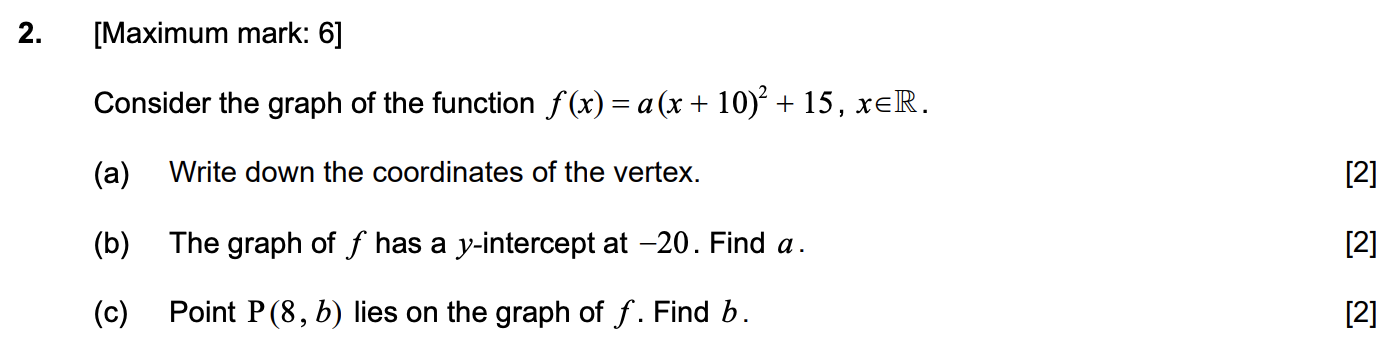 2. [Maximum mark: 6]
Consider the graph of the function f(x) = a(x + 10)² + 15, x∈ℝ.
(a) Write down the coordinates of the vertex. [2]
(b) The graph of f has a y-intercept at −20. Find a. [2]
(c) Point P(8, b) lies on the graph of f. Find b. [2]